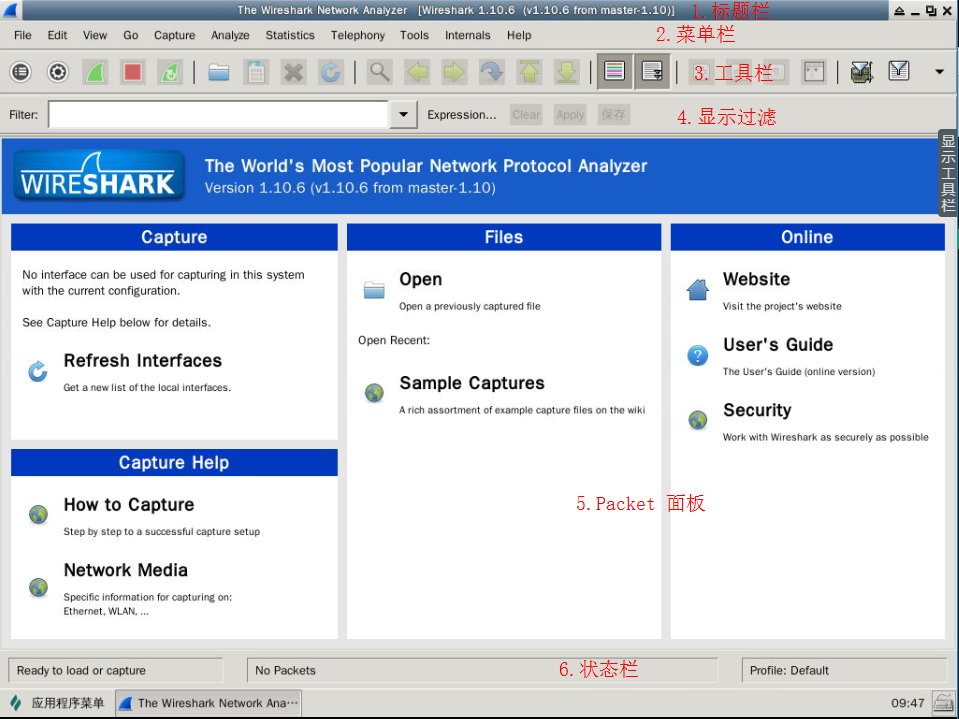 The Wireshark Network Analyzer [Wireshark 1.10.6 (v1.10.6 from master-1.10)] 1.标题栏
File Edit View Go Capture Analyze Statistics Telephony Tools Internals Help 2.菜单栏
3.工具栏
Filter: Expression... Clear Apply 保存 4.显示过滤
显示工具栏
WIRESHARK
The World's Most Popular Network Protocol Analyzer
Version 1.10.6 (v1.10.6 from master-1.10)
Capture
No interface can be used for capturing in this system
with the current configuration.
See Capture Help below for details.
Refresh Interfaces
Get a new list of the local interfaces.
Capture Help
How to Capture
Step by step to a successful capture setup
Network Media
Specific information for capturing on:
Ethernet, WLAN, ...
Files
Open
Open a previously captured file
Open Recent:
Sample Captures
A rich assortment of example capture files on the wiki
5.Packet 面板
Online
Website
Visit the project's website
User's Guide
The User's Guide (online version)
Security
Work with Wireshark as securely as possible
Ready to load or capture No Packets 6.状态栏 Profile: Default
应用程序菜单 The Wireshark Network Ana··· 09:47